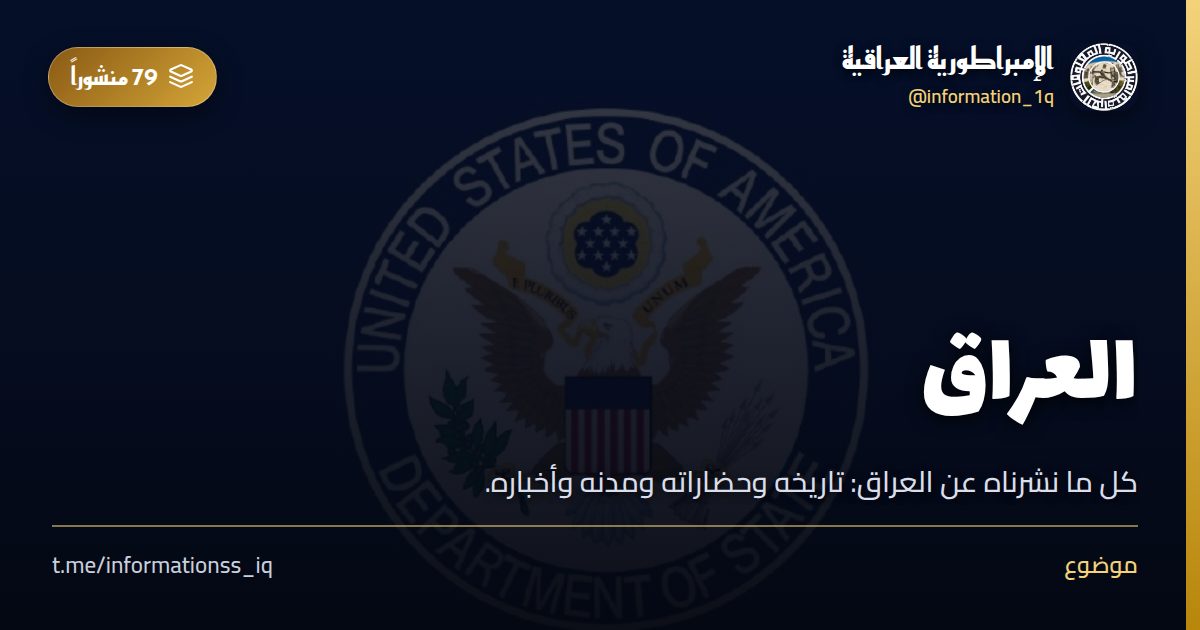 الإمبراطورية العراقية
@information_1q
79 منشوراً
UNITED STATES OF AMERICA
E PLURIBUS UNUM
DEPARTMENT OF STATE
العراق
كل ما نشرناه عن العراق: تاريخه وحضاراته ومدنه وأخباره.
موضوع
t.me/informationss_iq